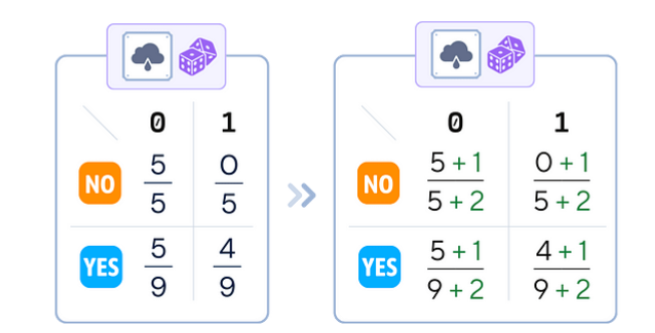 0 1 0 1
NO 5/5 0/5 NO 5 + 1/5 + 2 0 + 1/5 + 2
YES 5/9 4/9 YES 5 + 1/9 + 2 4 + 1/9 + 2